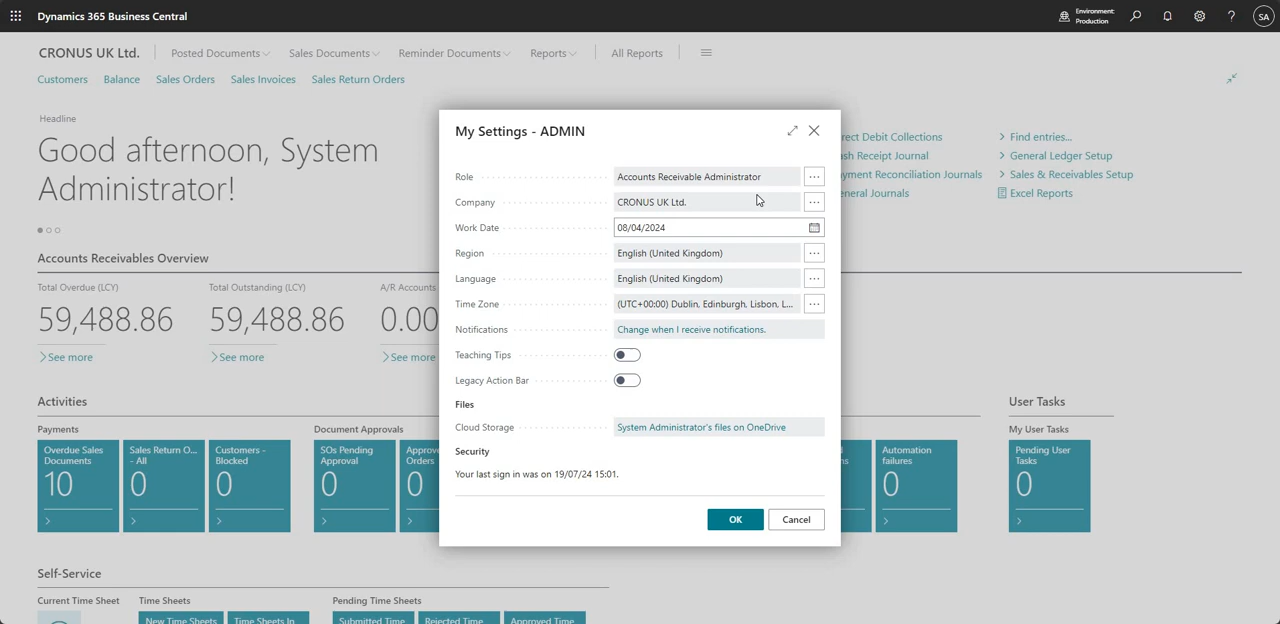 Dynamics 365 Business Central
Environment:
Production
SA
CRONUS UK Ltd.
Posted Documents
Sales Documents
Reminder Documents
Reports
All Reports
Customers
Balance
Sales Orders
Sales Invoices
Sales Return Orders
Headline
Good afternoon, System
Administrator!
rect Debit Collections
ash Receipt Journal
yment Reconciliation Journals
eneral Journals
Find entries...
General Ledger Setup
Sales & Receivables Setup
Excel Reports
My Settings - ADMIN
Role
Accounts Receivable Administrator
Company
CRONUS UK Ltd.
Work Date
08/04/2024
Region
English (United Kingdom)
Language
English (United Kingdom)
Time Zone
(UTC+00:00) Dublin, Edinburgh, Lisbon, L...
Notifications
Change when I receive notifications.
Teaching Tips
Legacy Action Bar
Files
Cloud Storage
System Administrator's files on OneDrive
Security
Your last sign in was on 19/07/24 15:01.
OK
Cancel
Accounts Receivables Overview
Total Overdue (LCY)
59,488.86
See more
Total Outstanding (LCY)
59,488.86
See more
A/R Accounts
0.00
See more
Activities
Payments
Overdue Sales
Documents
10
Sales Return O...
- All
0
Customers -
Blocked
0
Document Approvals
SOs Pending
Approval
0
Approve
Orders
0
Automation
failures
0
User Tasks
My User Tasks
Pending User
Tasks
0
Self-Service
Current Time Sheet
Time Sheets
New Time Sheets
Time Sheets In
Pending Time Sheets
Submitted Time
Rejected Time
Approved Time